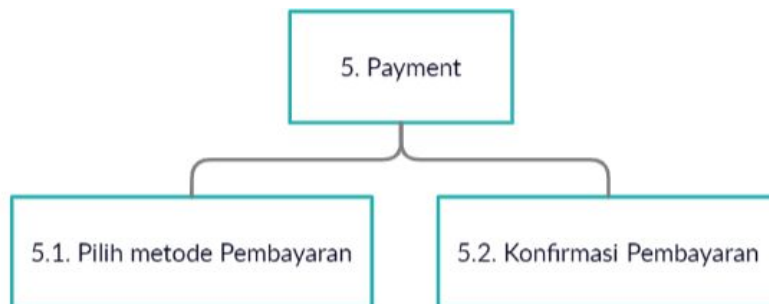 5. Payment
5.1. Pilih metode Pembayaran
5.2. Konfirmasi Pembayaran